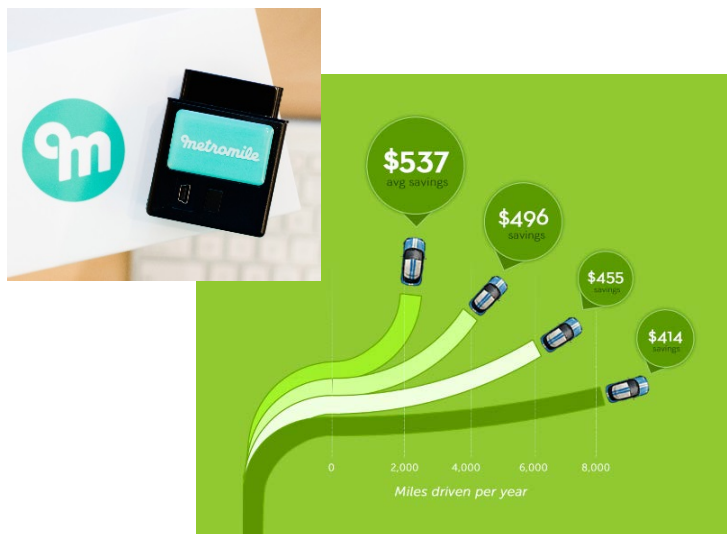 m
metromile
$537
avg savings
$496
savings
$455
savings
$414
savings
0 2,000 4,000 6,000 8,000
Miles driven per year